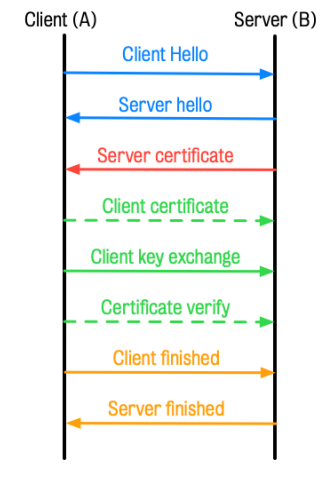 Client (A) Server (B)
Client Hello
Server hello
Server certificate
Client certificate
Client key exchange
Certificate verify
Client finished
Server finished